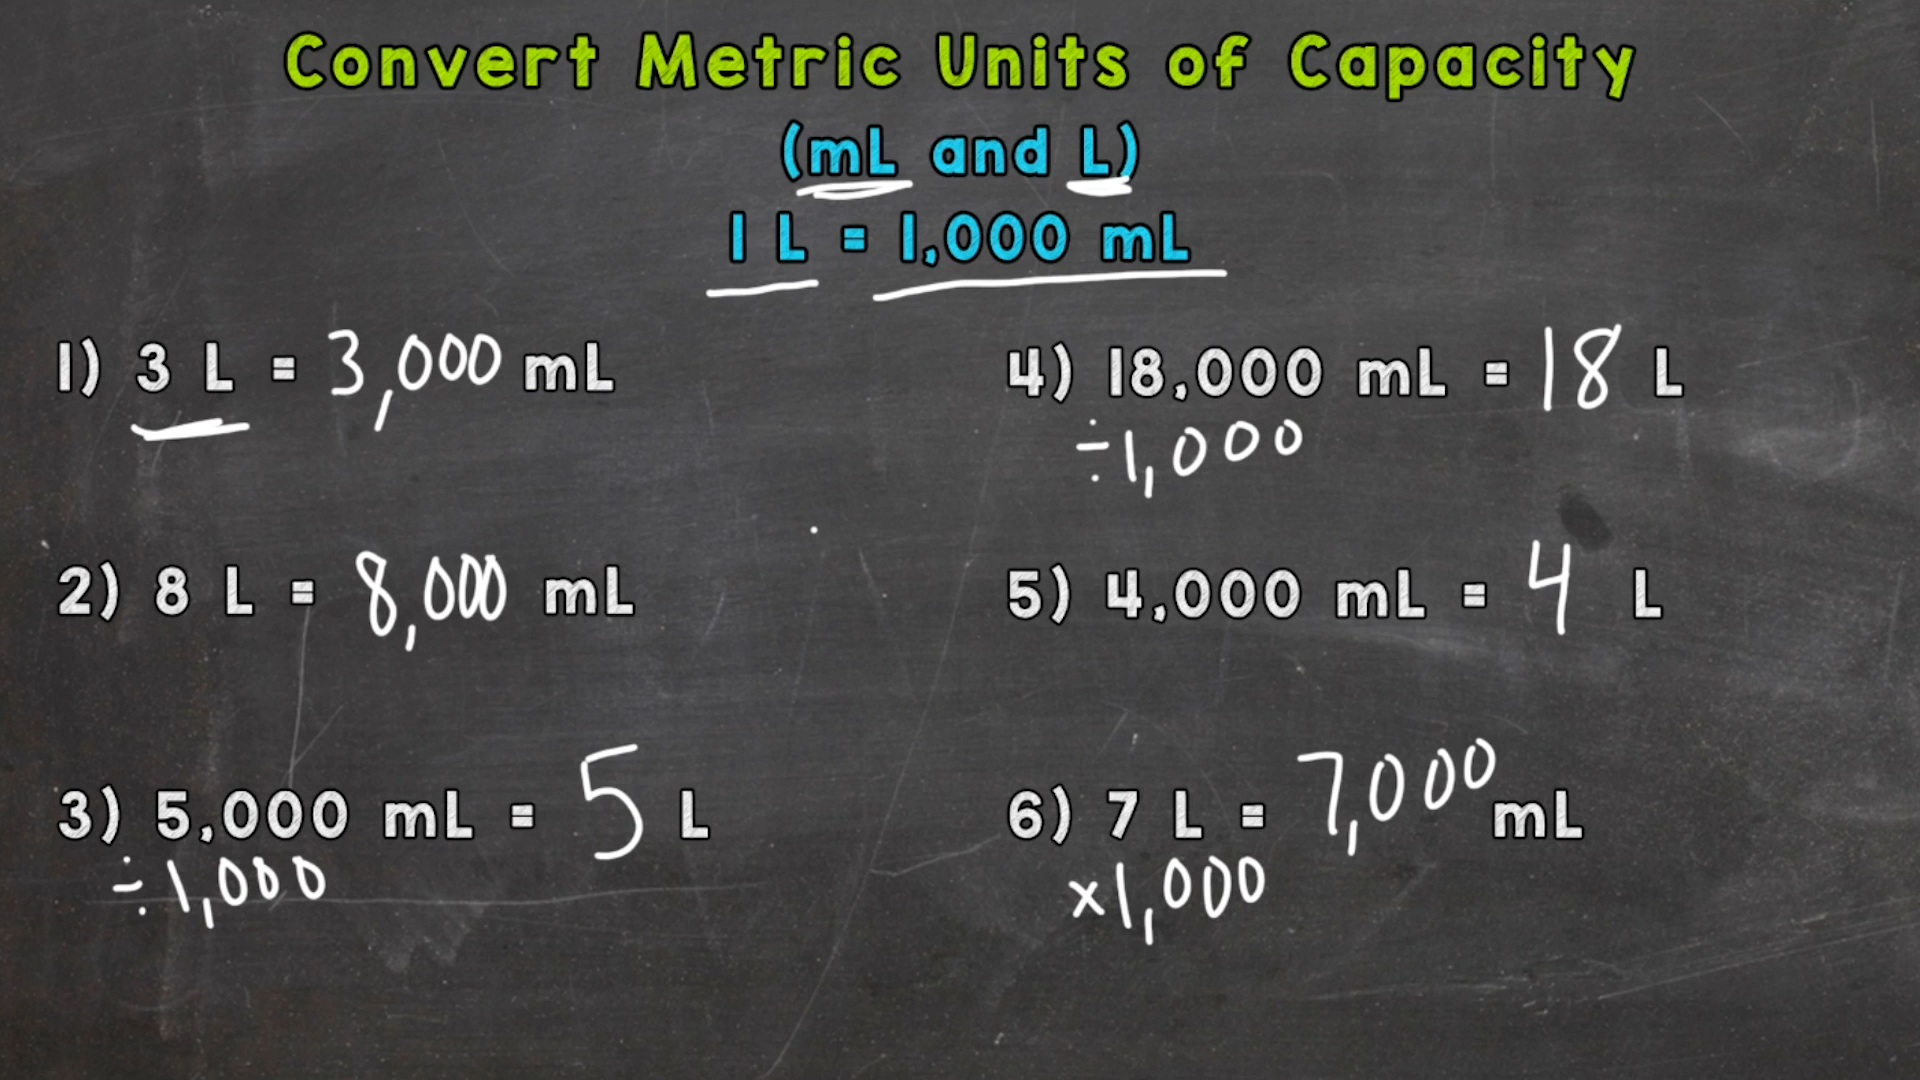 Convert Metric Units of Capacity
(mL and L)
1 L = 1,000 mL
1) 3 L = 3,000 mL
2) 8 L = 8,000 mL
3) 5,000 mL = 5 L
÷1,000
4) 18,000 mL = 18 L
÷1,000
5) 4,000 mL = 4 L
6) 7 L = 7,000 mL
x1,000